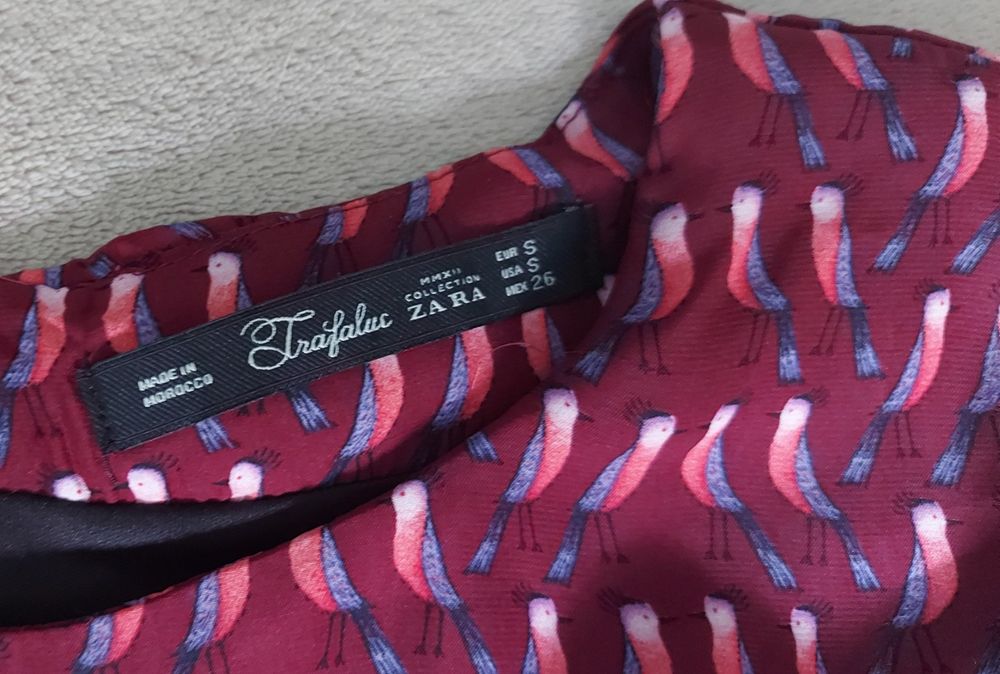 MADE IN
MOROCCO
Trafaluc
MMXII
COLLECTION
ZARA
EUR S
USA S
MEX 26